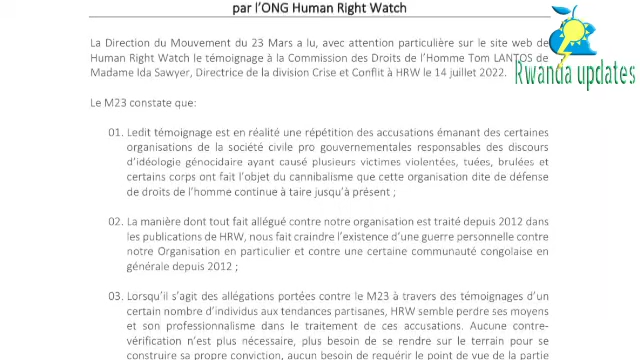 par l'ONG Human Right Watch
La Direction du Mouvement du 23 Mars a lu, avec attention particulière sur le site web de
Human Right Watch le témoignage à la Commission des Droits de l'Homme Tom LANTOS de
Madame Ida Sawyer, Directrice de la division Crise et Conflit à HRW le 14 juillet 2022.
Rwanda updates
Le M23 constate que:
01. Ledit témoignage est en réalité une répétition des accusations émanant des certaines
organisations de la société civile pro gouvernementales responsables des discours
d'idéologie génocidaire ayant causé plusieurs victimes violentées, tuées, brulées et
certains corps ont fait l'objet du cannibalisme que cette organisation dite de défense
de droits de l'homme continue à taire jusqu'à présent ;
02. La manière dont tout fait allégué contre notre organisation est traité depuis 2012 dans
les publications de HRW, nous fait craindre l'existence d'une guerre personnelle contre
notre Organisation en particulier et contre une certaine communauté congolaise en
générale depuis 2012 ;
03. Lorsqu'il s'agit des allégations portées contre le M23 à travers des témoignages d'un
certain nombre d'individus aux tendances partisanes, HRW semble perdre ses moyens
et son professionnalisme dans le traitement de ces accusations. Aucune contre-
vérification n'est plus nécessaire, plus besoin de se rendre sur le terrain pour se
construire sa propre conviction, aucun besoin de requérir le point de vue de la partie